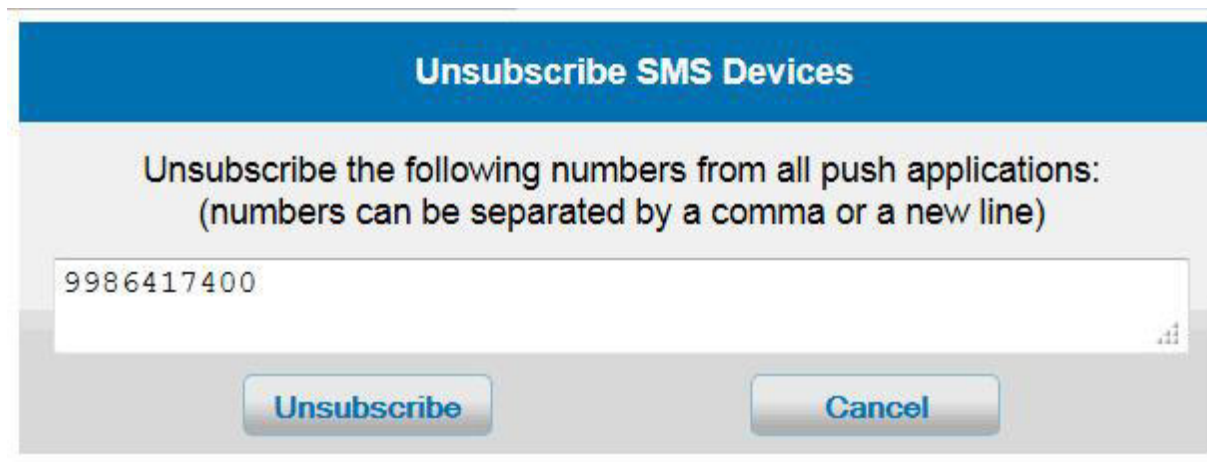 Unsubscribe SMS Devices
Unsubscribe the following numbers from all push applications:
(numbers can be separated by a comma or a new line)
9986417400
Unsubscribe
Cancel